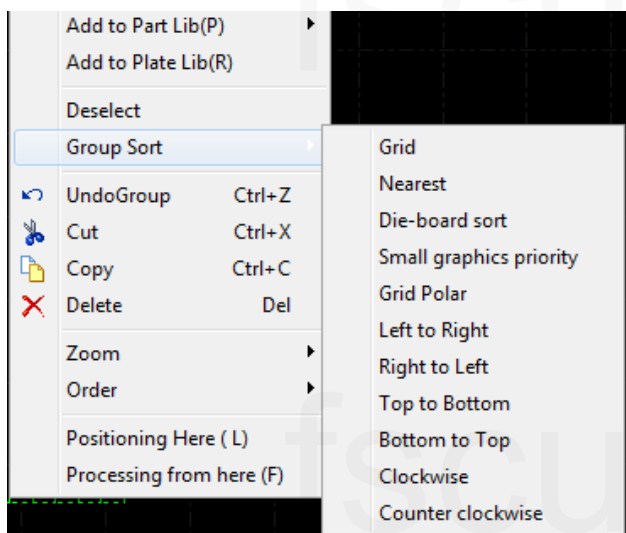 Add to Part Lib(P)
Add to Plate Lib(R)
Deselect
Group Sort
UndoGroup Ctrl+Z
Cut Ctrl+X
Copy Ctrl+C
Delete Del
Zoom
Order
Positioning Here ( L)
Processing from here (F)
Grid
Nearest
Die-board sort
Small graphics priority
Grid Polar
Left to Right
Right to Left
Top to Bottom
Bottom to Top
Clockwise
Counter clockwise
fscu